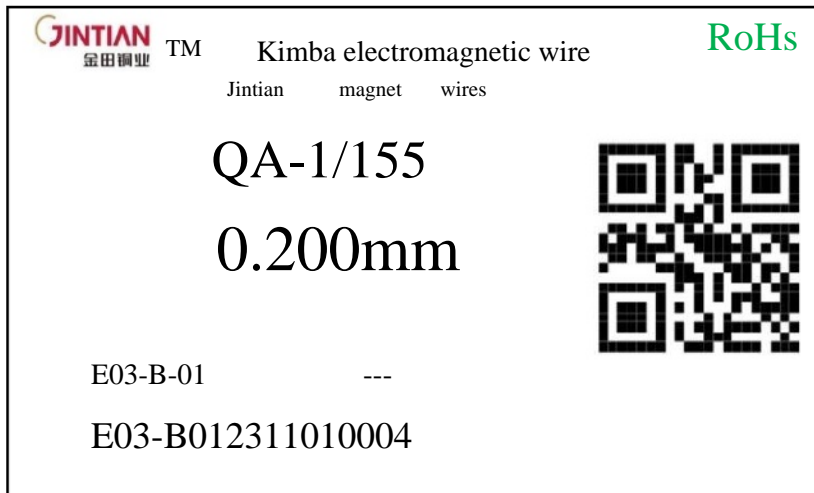 JINTIAN TM Kimba electromagnetic wire RoHs
金田铜业
Jintian magnet wires
QA-1/155
0.200mm
E03-B-01 ---
E03-B012311010004